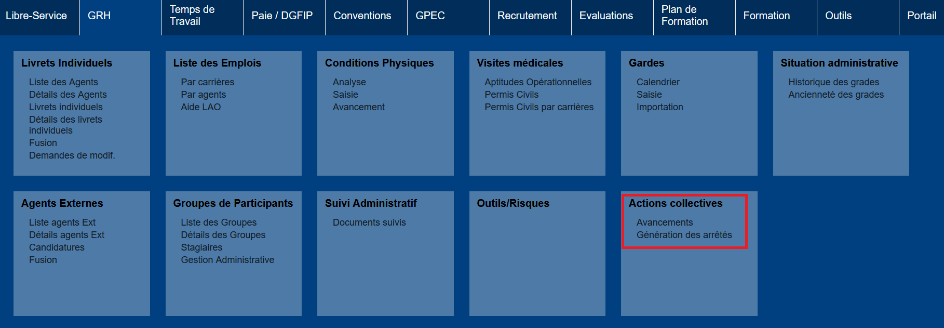 Libre-Service
GRH
Temps de
Travail
Paie / DGFIP
Conventions
GPEC
Recrutement
Evaluations
Plan de
Formation
Formation
Outils
Portail
Livrets Individuels
Liste des Agents
Détails des Agents
Livrets individuels
Détails des livrets
individuels
Fusion
Demandes de modif.
Liste des Emplois
Par carrières
Par agents
Aide LAO
Conditions Physiques
Analyse
Saisie
Avancement
Visites médicales
Aptitudes Opérationnelles
Permis Civils
Permis Civils par carrières
Gardes
Calendrier
Saisie
Importation
Situation administrative
Historique des grades
Ancienneté des grades
Agents Externes
Liste agents Ext
Détails agents Ext
Candidatures
Fusion
Groupes de Participants
Liste des Groupes
Détails des Groupes
Stagiaires
Gestion Administrative
Suivi Administratif
Documents suivis
Outils/Risques
Actions collectives
Avancements
Génération des arrêtés